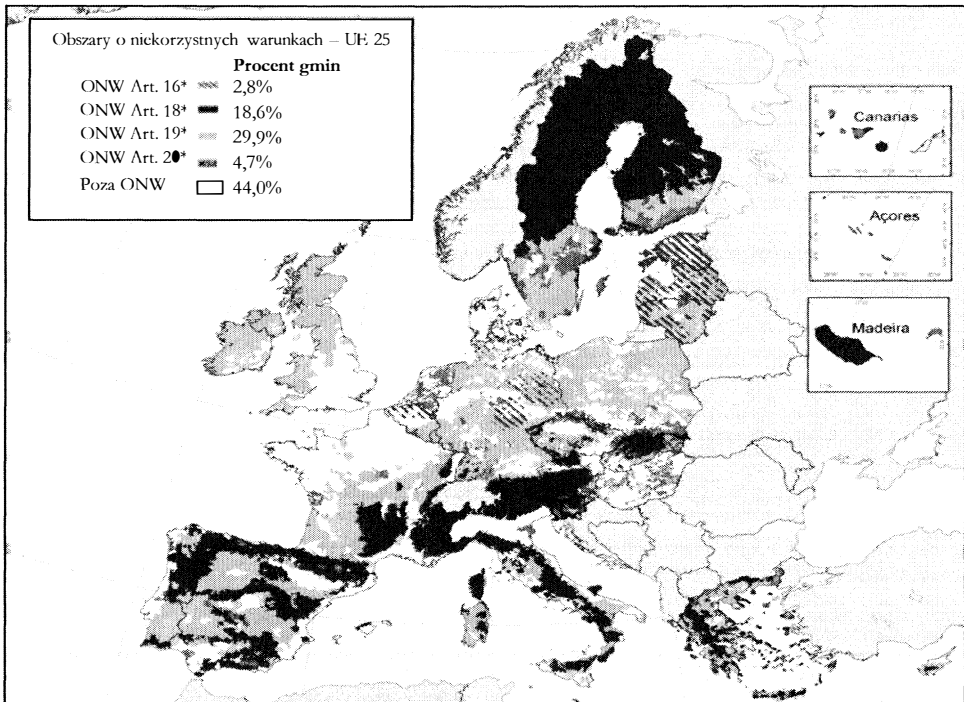 Obszary o niekorzystnych warunkach – UE 25
Procent gmin
ONW Art. 16* 2,8%
ONW Art. 18* 18,6%
ONW Art. 19* 29,9%
ONW Art. 20* 4,7%
Poza ONW 44,0%
Canarias
Açores
Madeira